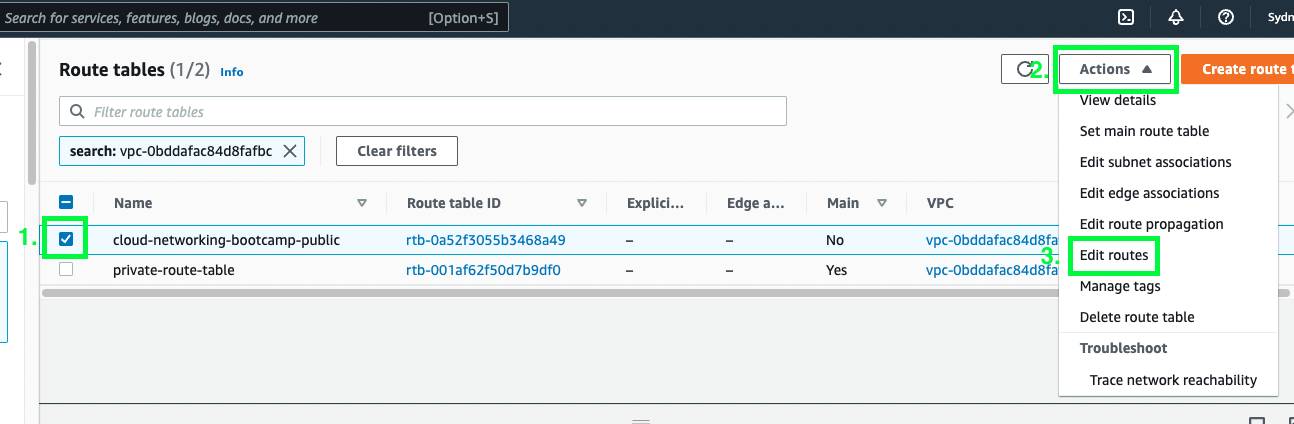 Search for services, features, blogs, docs, and more [Option+S] Sydn
Route tables (1/2) Info 2. Actions Create route t
Filter route tables
View details
search: vpc-0bddafac84d8fafbc Clear filters
Set main route table
Edit subnet associations
Edit edge associations
Name Route table ID Explici... Edge a... Main VPC
Edit route propagation
1. cloud-networking-bootcamp-public rtb-0a52f3055b3468a49 – – No vpc-0bddafac84d8fa
3. Edit routes
private-route-table rtb-001af62f50d7b9df0 – – Yes vpc-0bddafac84d8fa
Manage tags
Delete route table
Troubleshoot
Trace network reachability